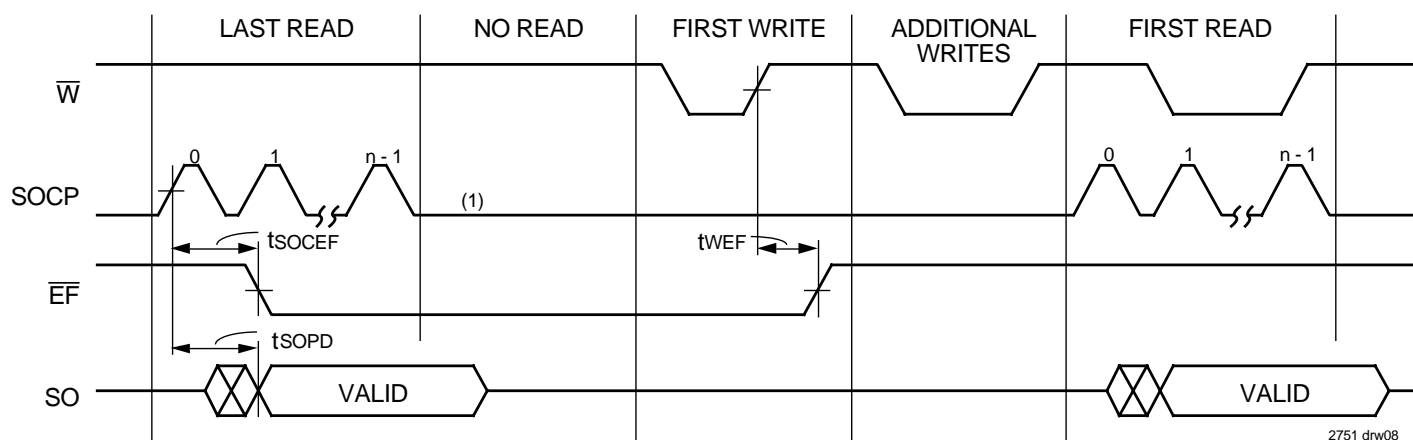 LAST READ
NO READ
FIRST WRITE
ADDITIONAL
WRITES
FIRST READ
W
SOCP
0
1
n - 1
(1)
0
1
n - 1
tSOCEF
tWEF
EF
tSOPD
SO
VALID
VALID
2751 drw08